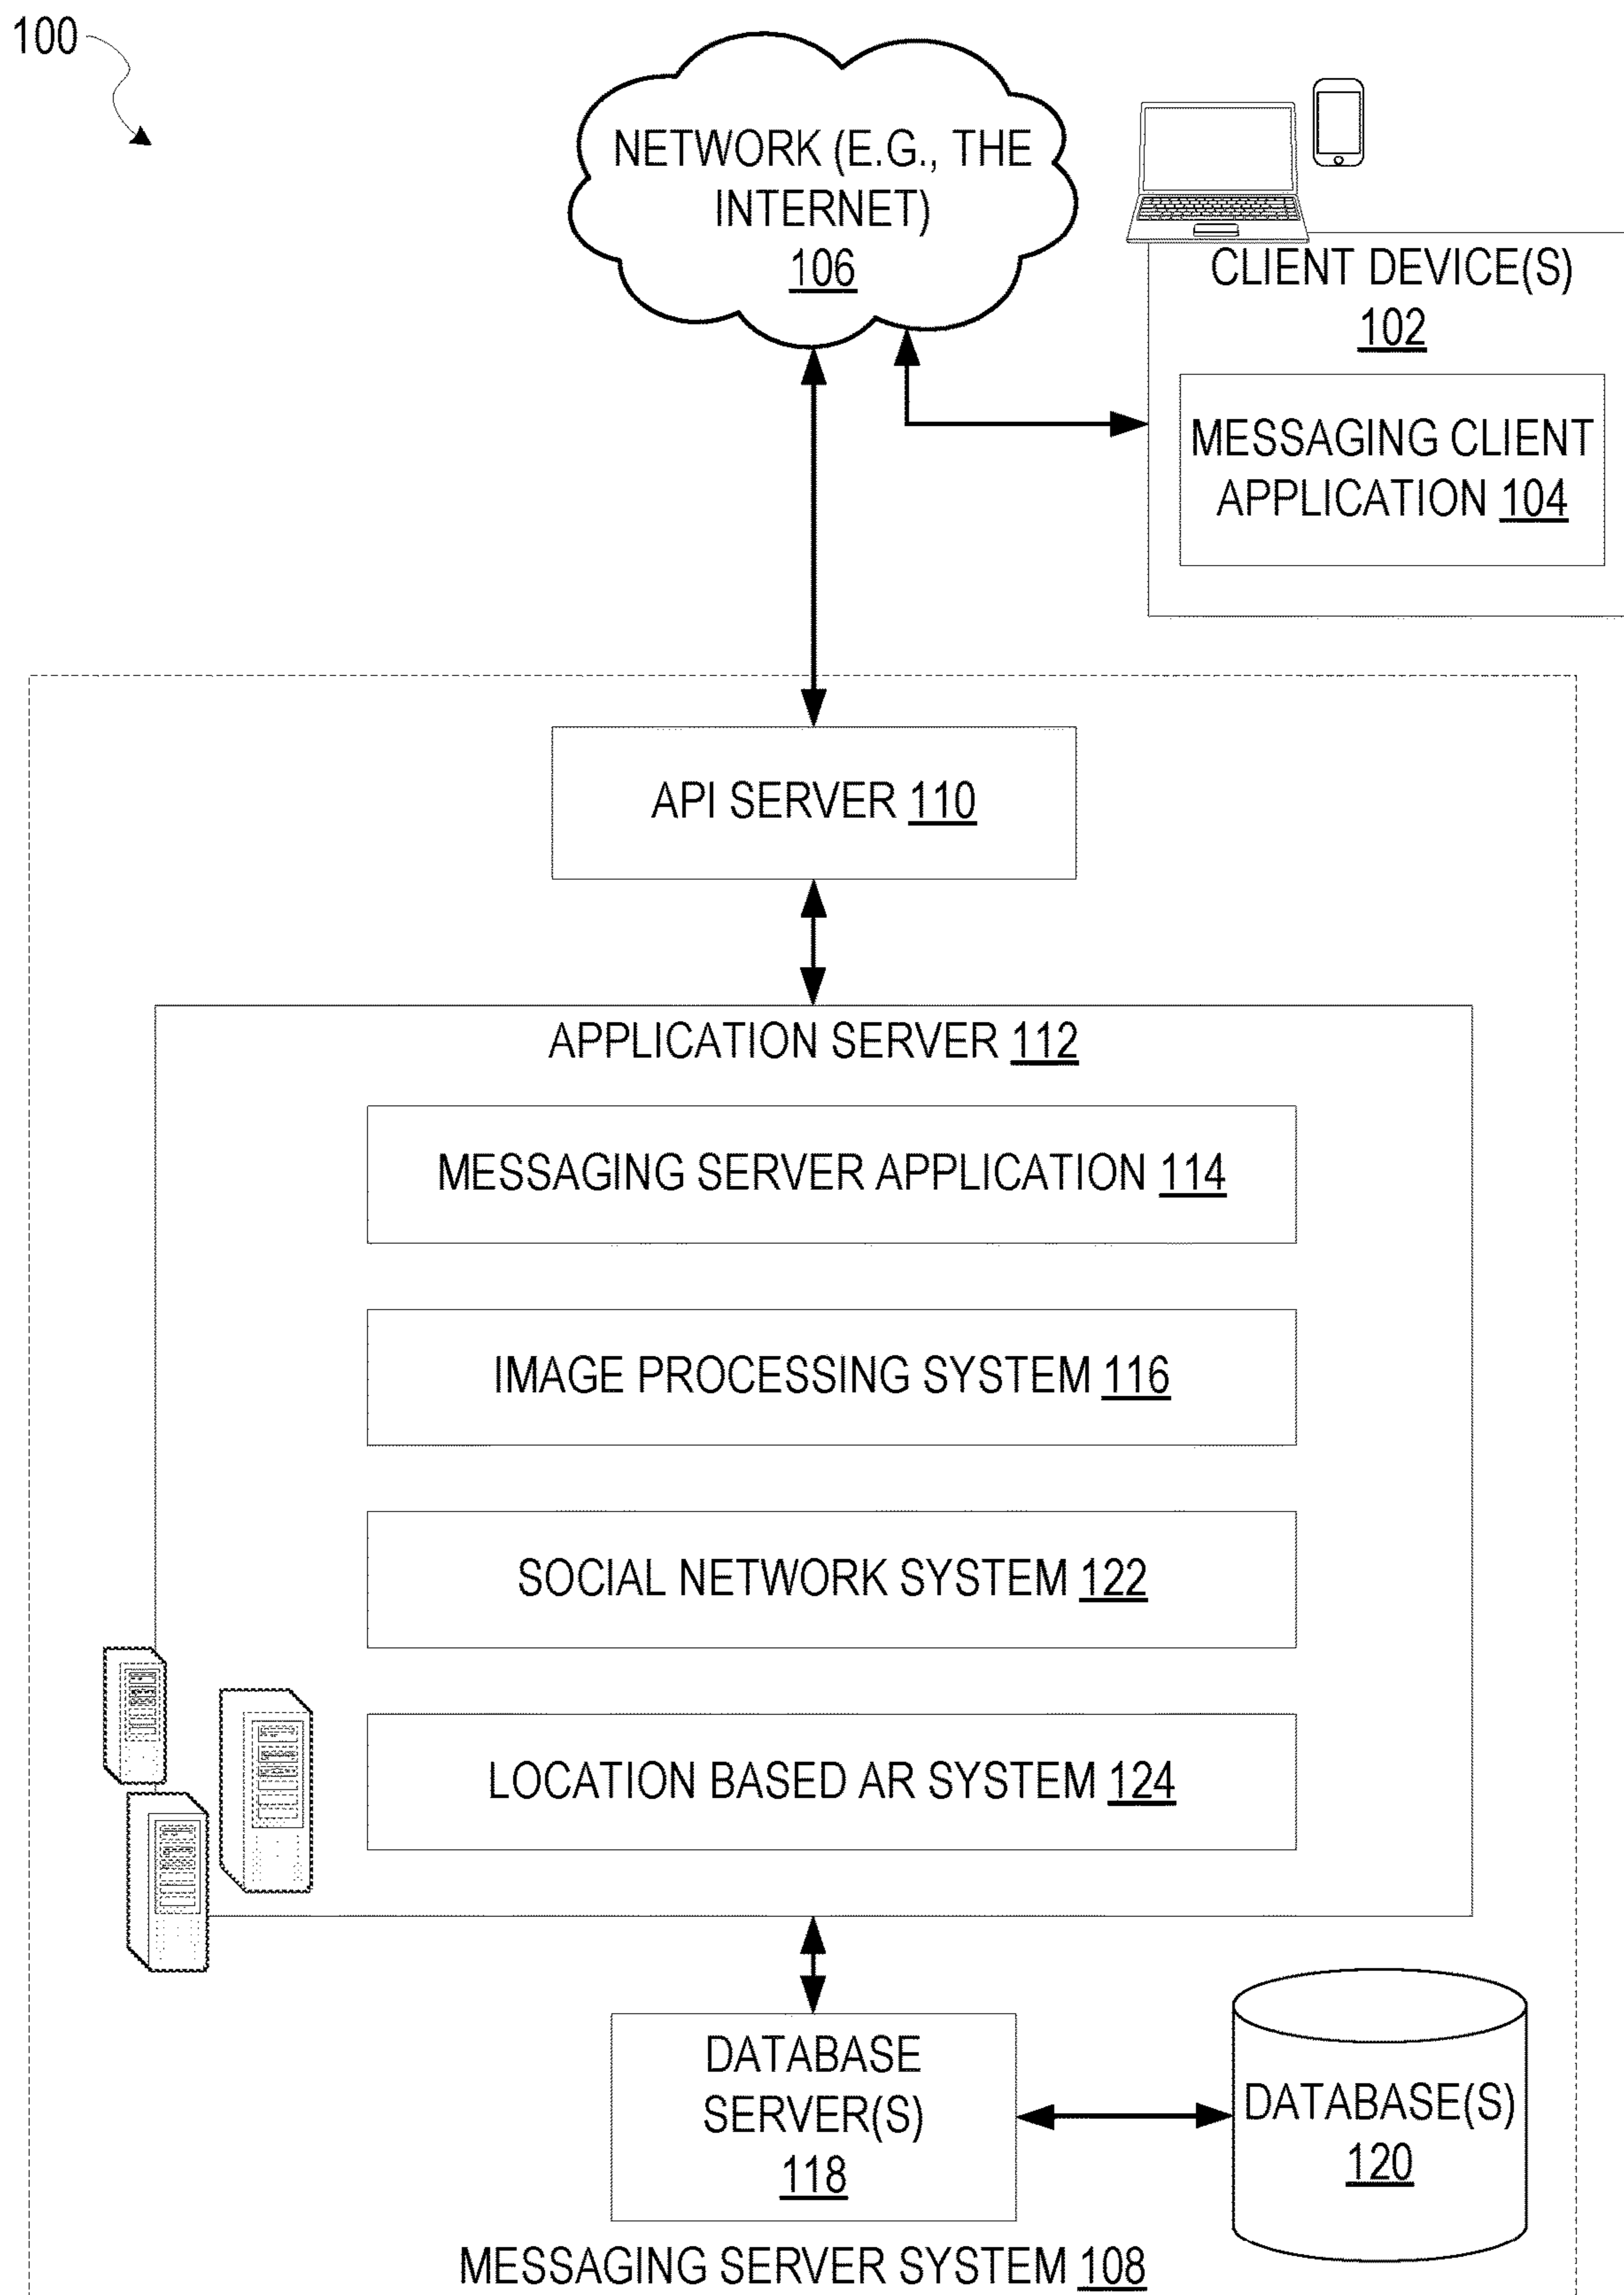 100
NETWORK (E.G., THE
INTERNET)
106
CLIENT DEVICE(S)
102
MESSAGING CLIENT
APPLICATION 104
API SERVER 110
APPLICATION SERVER 112
MESSAGING SERVER APPLICATION 114
IMAGE PROCESSING SYSTEM 116
SOCIAL NETWORK SYSTEM 122
LOCATION BASED AR SYSTEM 124
DATABASE
SERVER(S)
118
DATABASE(S)
120
MESSAGING SERVER SYSTEM 108